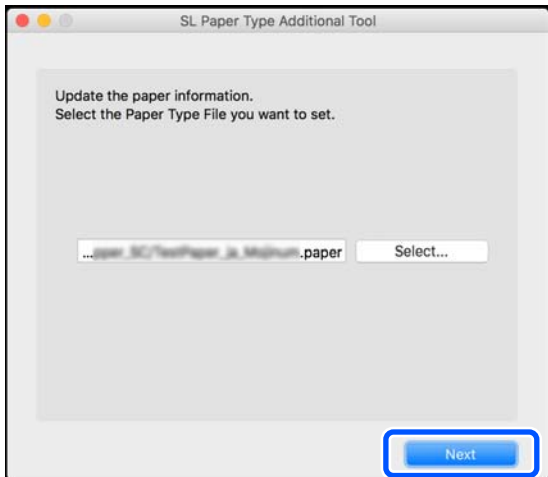 SL Paper Type Additional Tool
Update the paper information.
Select the Paper Type File you want to set.
... .paper
Select...
Next